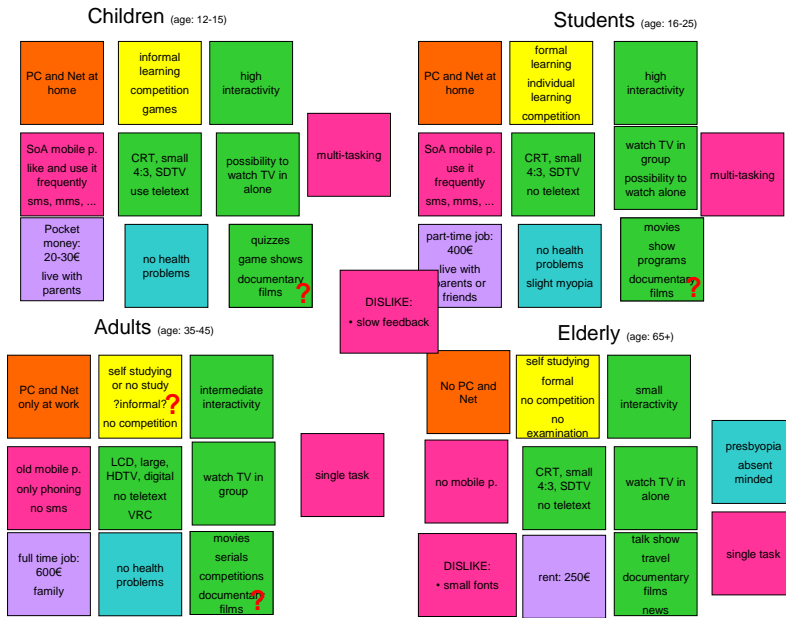 Children (age: 12-15)
PC and Net at
home
informal
learning
competition
games
high
interactivity
SoA mobile p.
like and use it
frequently
sms, mms, ...
CRT, small
4:3, SDTV
use teletext
possibility to
watch TV in
alone
multi-tasking
Pocket
money:
20-30€
live with
parents
no health
problems
quizzes
game shows
documentary
films
?
Students (age: 16-25)
PC and Net at
home
formal
learning
individual
learning
competition
high
interactivity
SoA mobile p.
use it
frequently
sms, mms, ...
CRT, small
4:3, SDTV
no teletext
watch TV in
group
possibility to
watch alone
multi-tasking
part-time job:
400€
live with
parents or
friends
no health
problems
slight myopia
movies
show
programs
documentary
films
?
DISLIKE:
• slow feedback
Adults (age: 35-45)
PC and Net
only at work
self studying
or no study
?informal?
no competition
?
intermediate
interactivity
old mobile p.
only phoning
no sms
LCD, large,
HDTV, digital
no teletext
VRC
watch TV in
group
single task
full time job:
600€
family
no health
problems
movies
serials
competitions
documentary
films
?
Elderly (age: 65+)
No PC and
Net
self studying
formal
no competition
no
examination
small
interactivity
presbyopia
absent
minded
no mobile p.
CRT, small
4:3, SDTV
no teletext
watch TV in
alone
single task
DISLIKE:
• small fonts
rent: 250€
talk show
travel
documentary
films
news